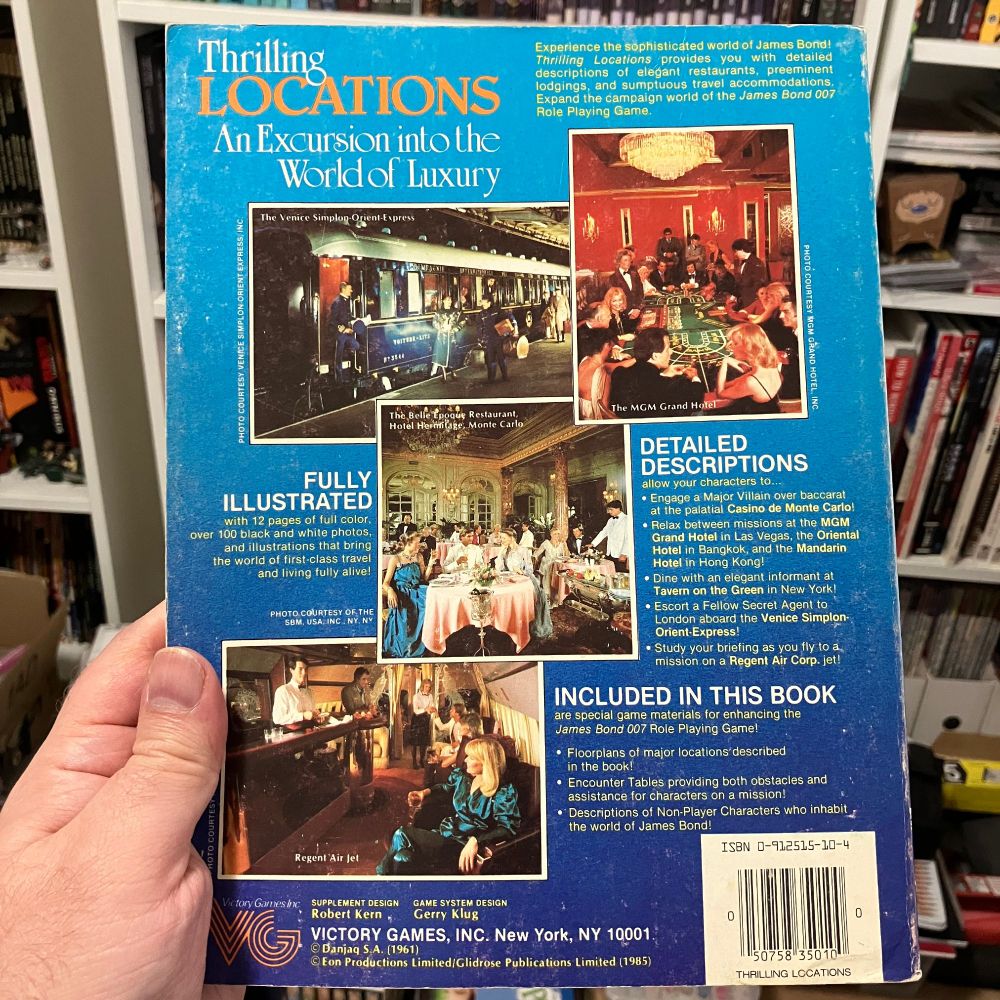 Thrilling
LOCATIONS
An Excursion into the
World of Luxury
Experience the sophisticated world of James Bond!
Thrilling Locations provides you with detailed
descriptions of elegant restaurants, preeminent
lodgings, and sumptuous travel accommodations.
Expand the campaign world of the James Bond 007
Role Playing Game.
The Venice Simplon-Orient-Express
PHOTO COURTESY VENICE SIMPLON-ORIENT EXPRESS, INC
VOITURE-LITS
The MGM Grand Hotel
PHOTO COURTESY MGM GRAND HOTEL, INC
The Belle Epoque Restaurant,
Hotel Hermitage, Monte Carlo
FULLY
ILLUSTRATED
with 12 pages of full color,
over 100 black and white photos,
and illustrations that bring
the world of first-class travel
and living fully alive!
PHOTO COURTESY OF THE
SBM, USA, INC., NY, NY
DETAILED
DESCRIPTIONS
allow your characters to...
• Engage a Major Villain over baccarat
at the palatial Casino de Monte Carlo!
• Relax between missions at the MGM
Grand Hotel in Las Vegas, the Oriental
Hotel in Bangkok, and the Mandarin
Hotel in Hong Kong!
• Dine with an elegant informant at
Tavern on the Green in New York!
• Escort a Fellow Secret Agent to
London aboard the Venice Simplon-
Orient-Express!
• Study your briefing as you fly to a
mission on a Regent Air Corp. jet!
Regent Air Jet
PHOTO COURTESY
INCLUDED IN THIS BOOK
are special game materials for enhancing the
James Bond 007 Role Playing Game!
• Floorplans of major locations described
in the book!
• Encounter Tables providing both obstacles and
assistance for characters on a mission!
• Descriptions of Non-Player Characters who inhabit
the world of James Bond!
Victory Games Inc
VG
SUPPLEMENT DESIGN
Robert Kern
GAME SYSTEM DESIGN
Gerry Klug
VICTORY GAMES, INC. New York, NY 10001
© Danjaq S.A. (1961)
© Eon Productions Limited/Glidrose Publications Limited (1985)
ISBN 0-912515-10-4
0 50758 35010 0
THRILLING LOCATIONS